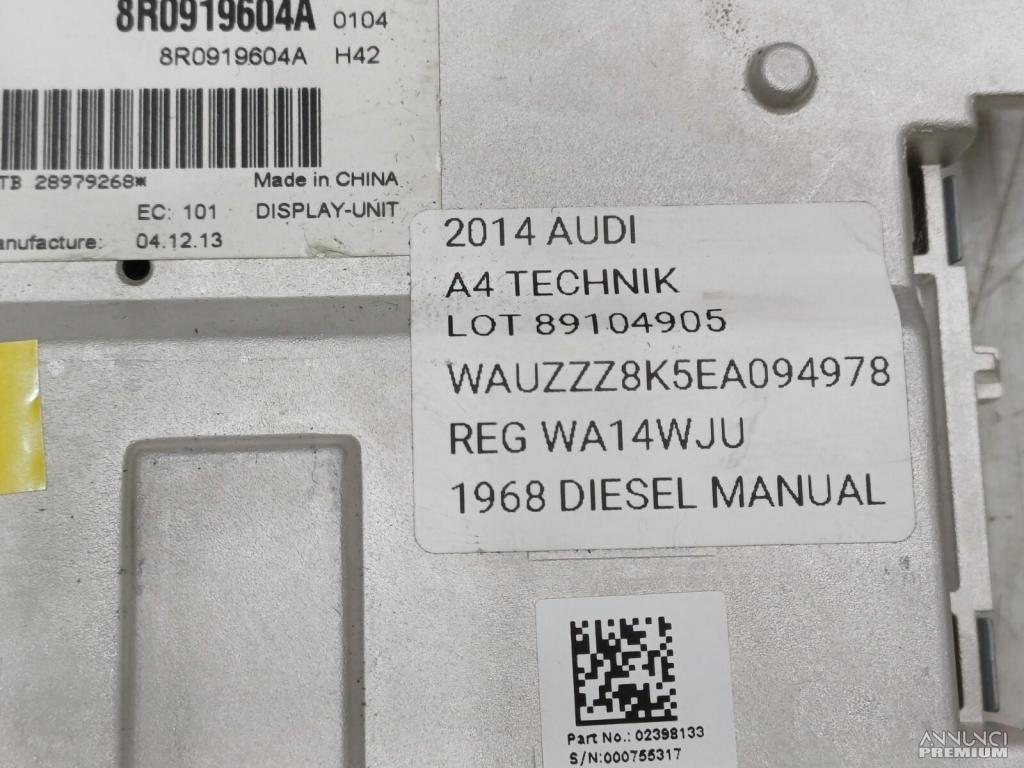 8R0919604A 0104
8R0919604A H42
TB 28979268*
Made in CHINA
EC: 101 DISPLAY-UNIT
anufacture: 04.12.13
2014 AUDI
A4 TECHNIK
LOT 89104905
WAUZZZ8K5EA094978
REG WA14WJU
1968 DIESEL MANUAL
Part No.: 02398133
S/N:000755317
ANNUNCI
PREMIUM